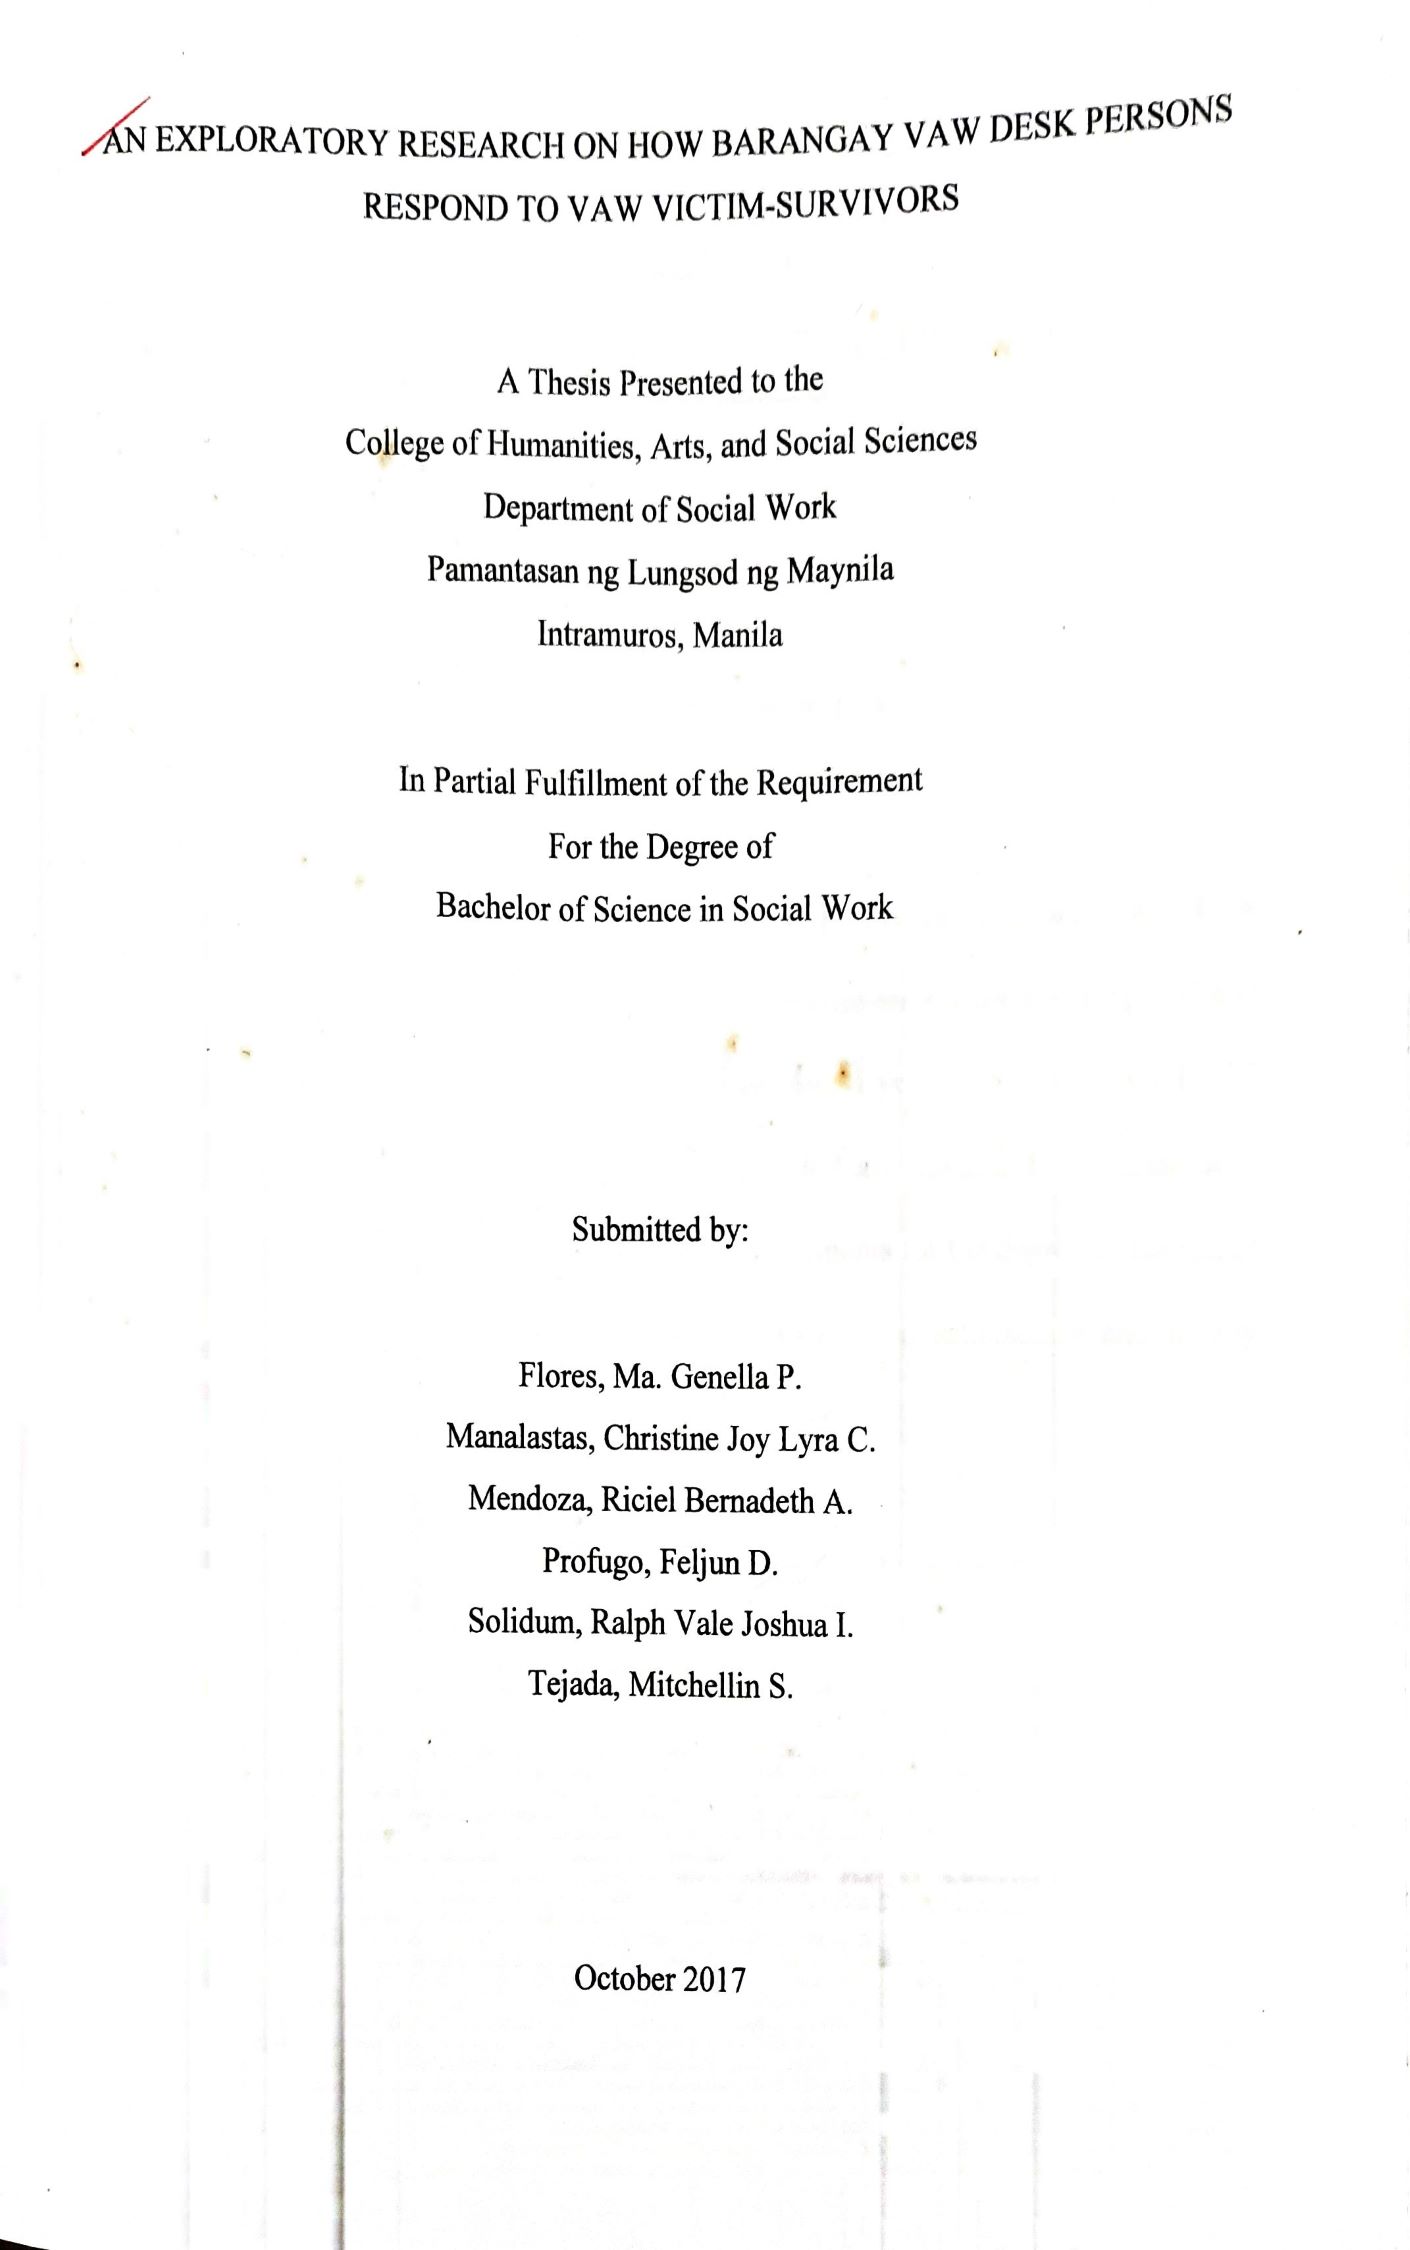 AN EXPLORATORY RESEARCH ON HOW BARANGAY VAW DESK PERSONS
RESPOND TO VAW VICTIM-SURVIVORS
A Thesis Presented to the
College of Humanities, Arts, and Social Sciences
Department of Social Work
Pamantasan ng Lungsod ng Maynila
Intramuros, Manila
In Partial Fulfillment of the Requirement
For the Degree of
Bachelor of Science in Social Work
Submitted by:
Flores, Ma. Genella P.
Manalastas, Christine Joy Lyra C.
Mendoza, Riciel Bernadeth A.
Profugo, Feljun D.
Solidum, Ralph Vale Joshua I.
Tejada, Mitchellin S.
October 2017